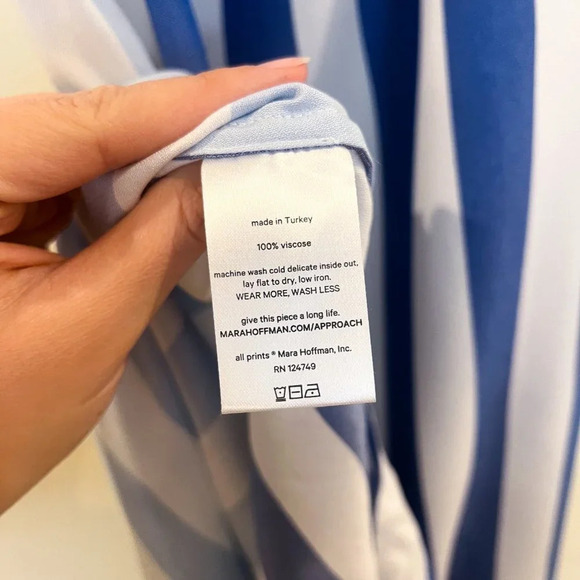 made in Turkey
100% viscose
machine wash cold delicate inside out,
lay flat to dry, low iron.
WEAR MORE, WASH LESS
give this piece a long life.
MARAHOFFMAN.COM/APPROACH
all prints ® Mara Hoffman, Inc.
RN 124749